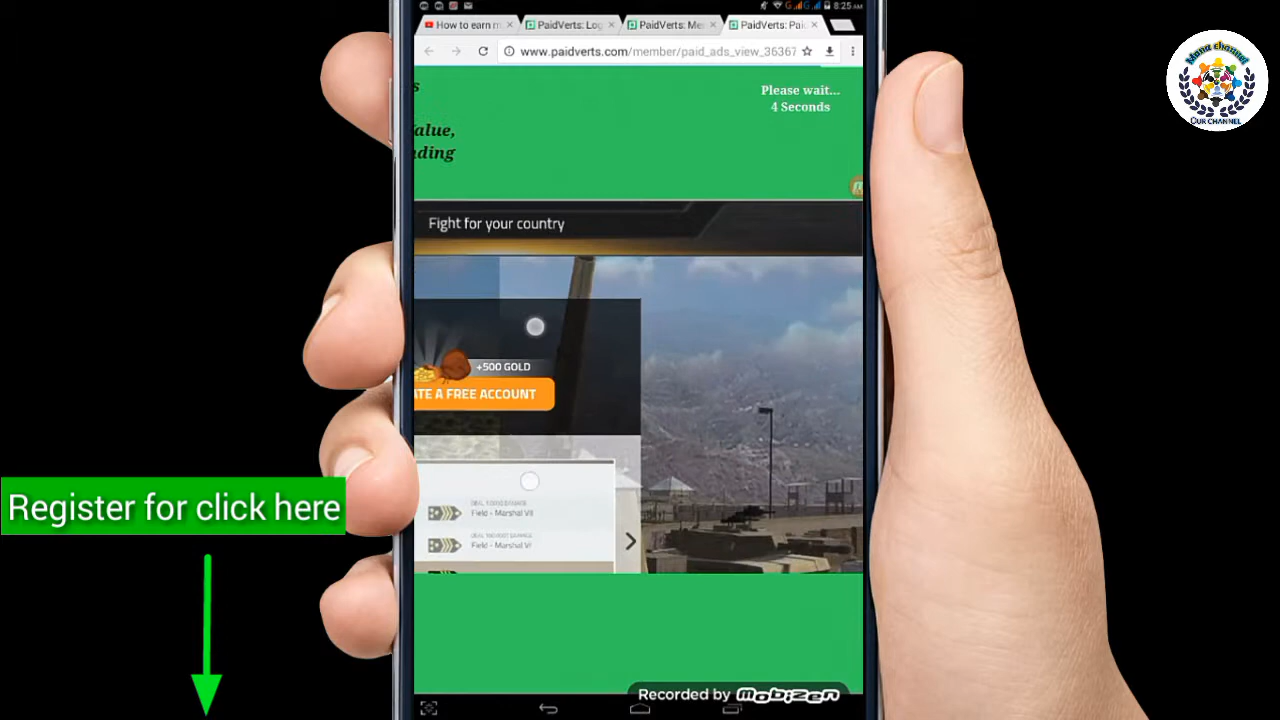 8:25AM
How to earn m
PaidVerts: Log
PaidVerts: Me
PaidVerts: Pai
www.paidverts.com/member/paid_ads_view_36367
s
Please wait...
4 Seconds
alue,
nding
Fight for your country
+500 GOLD
ATE A FREE ACCOUNT
Field - Marshal VII
Field - Marshal VI
Register for click here
Recorded by MOBIZEN
Mana channel
OUR CHANNEL